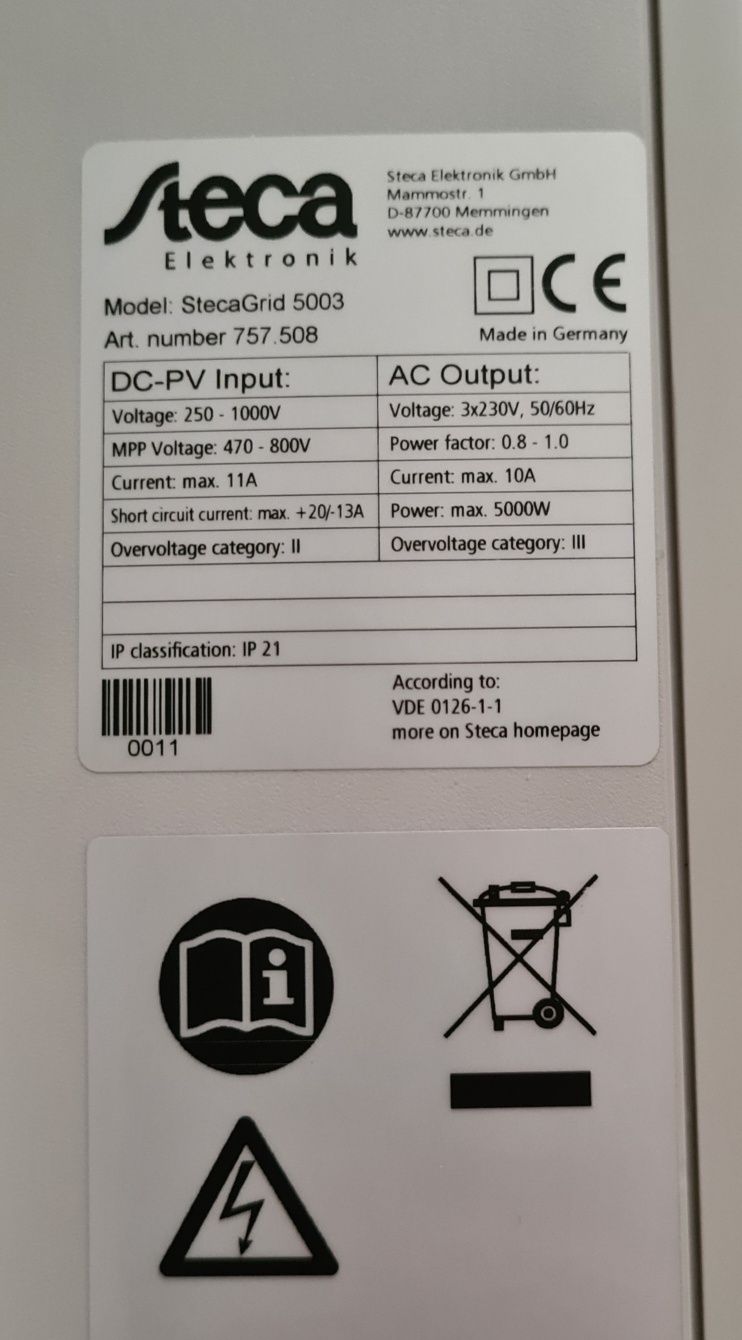 Steca
Elektronik
Steca Elektronik GmbH
Mammostr. 1
D-87700 Memmingen
www.steca.de
Model: StecaGrid 5003
Art. number 757.508
CE
Made in Germany
DC-PV Input:
Voltage: 250 - 1000V
MPP Voltage: 470 - 800V
Current: max. 11A
Short circuit current: max. +20/-13A
Overvoltage category: II
AC Output:
Voltage: 3x230V, 50/60Hz
Power factor: 0.8 - 1.0
Current: max. 10A
Power: max. 5000W
Overvoltage category: III
IP classification: IP 21
0011
According to:
VDE 0126-1-1
more on Steca homepage
i